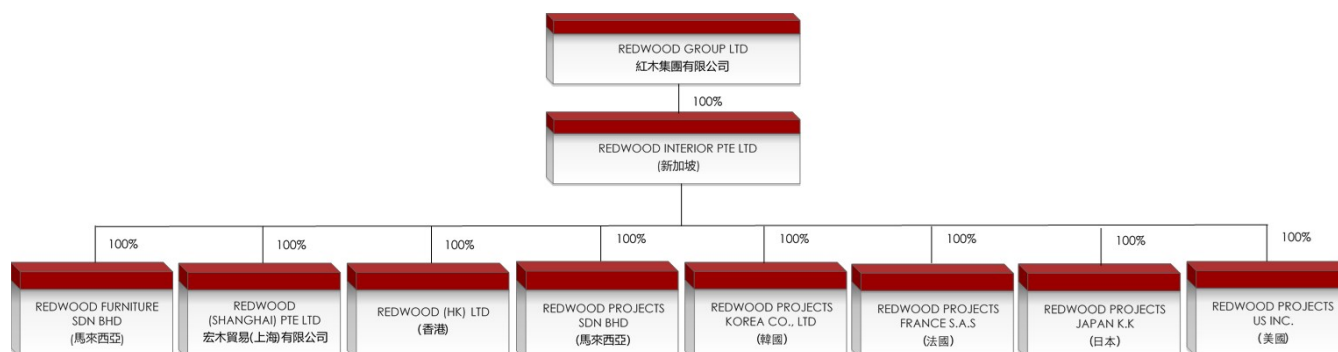 REDWOOD GROUP LTD
紅木集團有限公司
100%
REDWOOD INTERIOR PTE LTD
(新加坡)
100%
100%
100%
100%
100%
100%
100%
100%
REDWOOD FURNITURE
SDN BHD
(馬來西亞)
REDWOOD
(SHANGHAI) PTE LTD
宏木貿易(上海)有限公司
REDWOOD (HK) LTD
(香港)
REDWOOD PROJECTS
SDN BHD
(馬來西亞)
REDWOOD PROJECTS
KOREA CO., LTD
(韓國)
REDWOOD PROJECTS
FRANCE S.A.S
(法國)
REDWOOD PROJECTS
JAPAN K.K
(日本)
REDWOOD PROJECTS
US INC.
(美國)